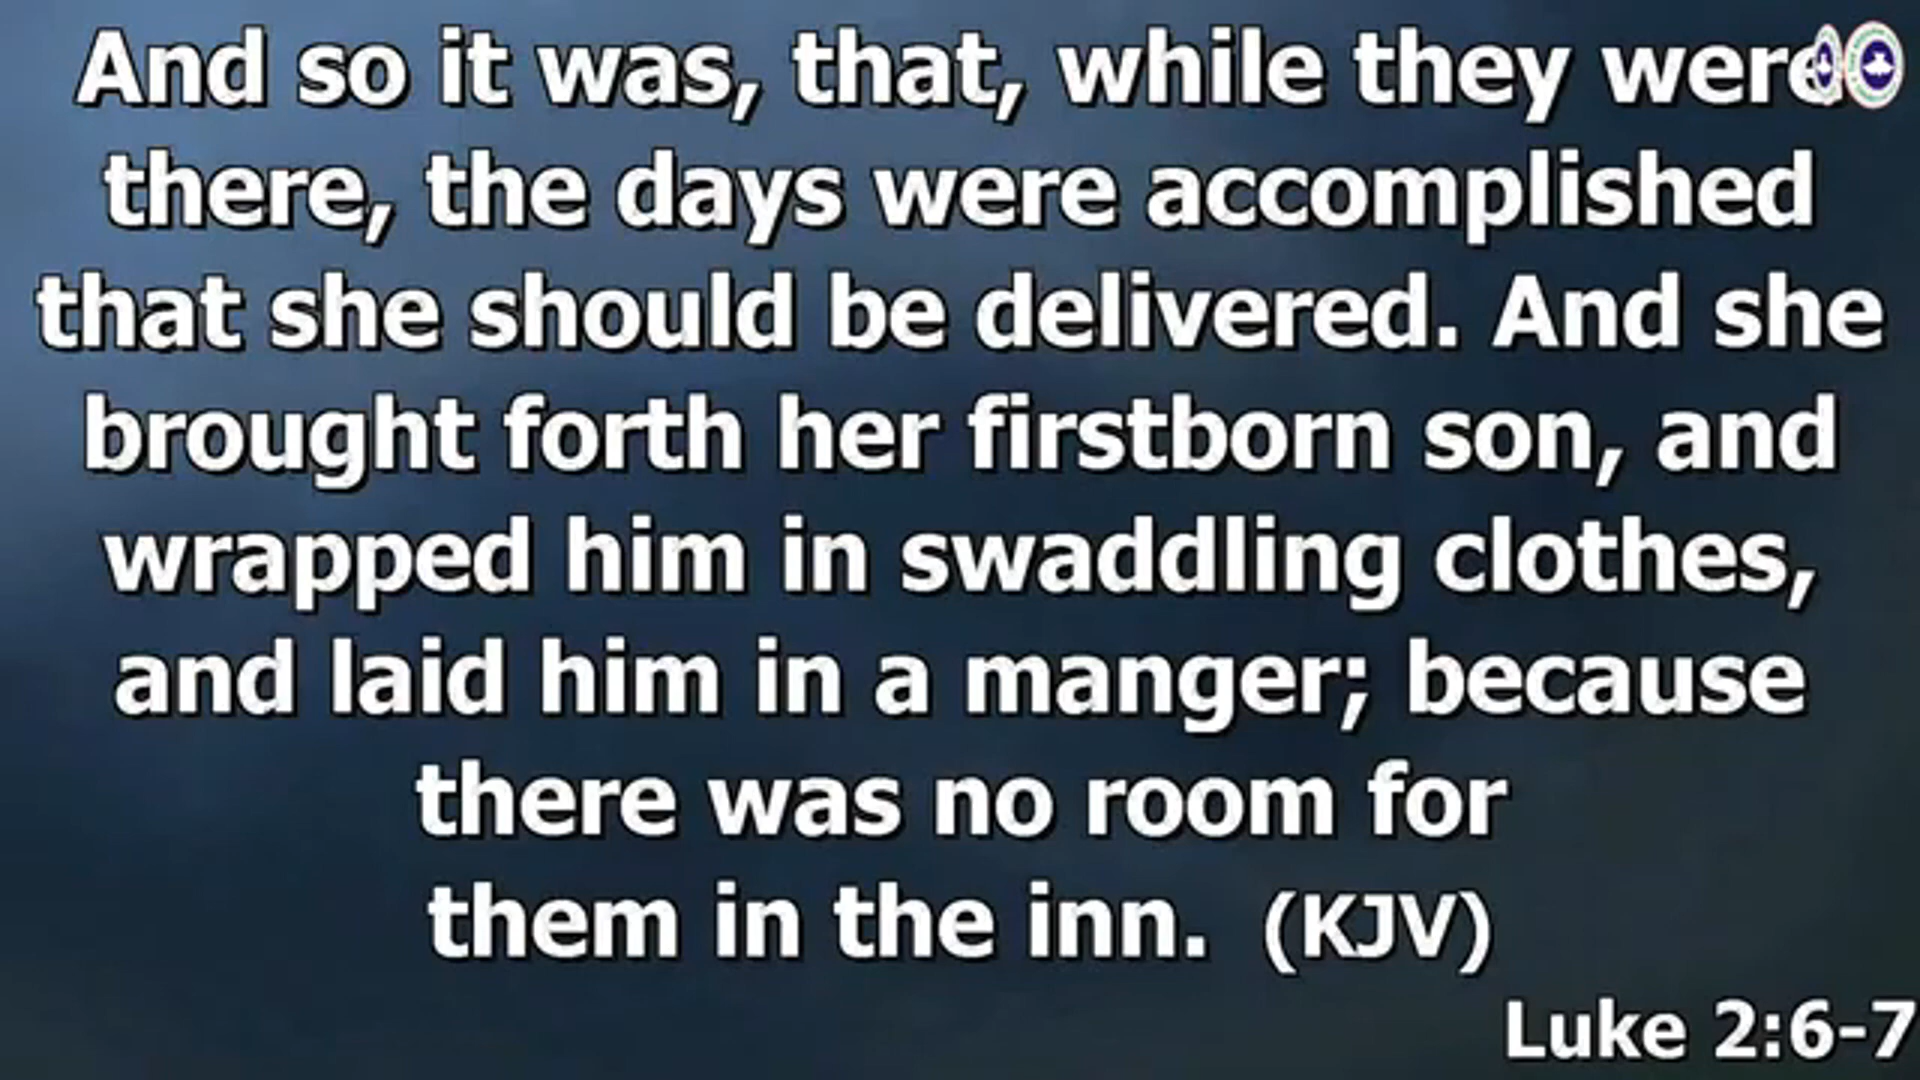 And so it was, that, while they were
there, the days were accomplished
that she should be delivered. And she
brought forth her firstborn son, and
wrapped him in swaddling clothes,
and laid him in a manger; because
there was no room for
them in the inn. (KJV)
Luke 2:6-7